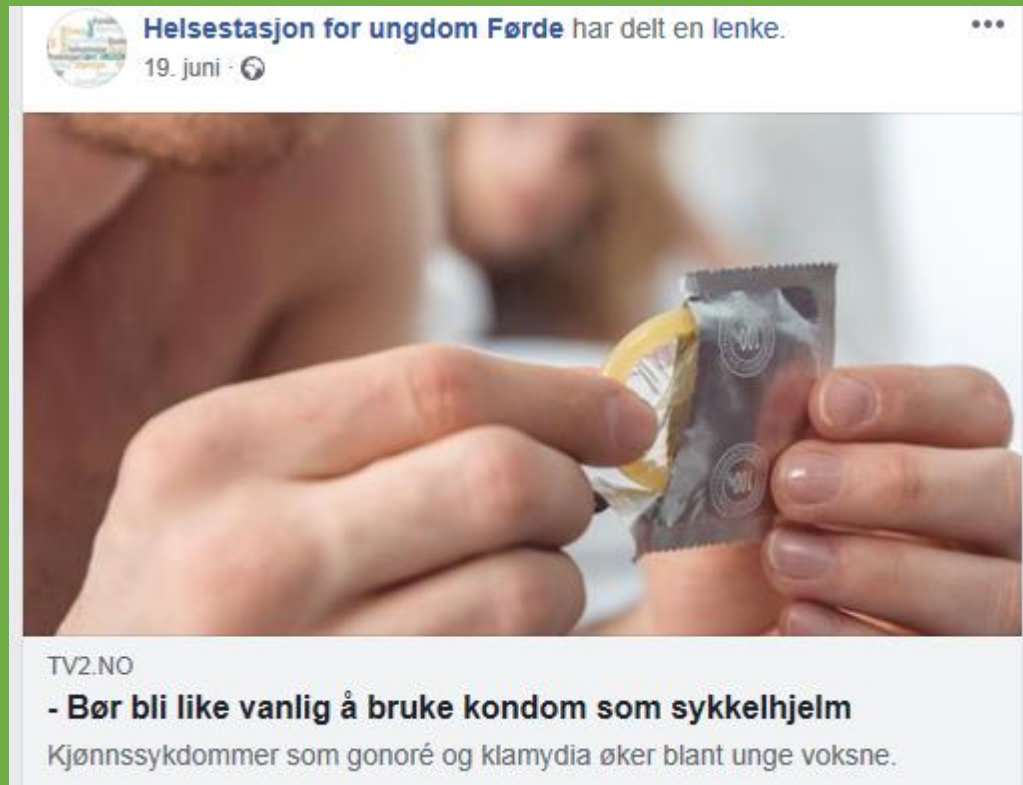 Helsestasjon for ungdom Førde har delt en lenke.
19. juni ·
TV2.NO
- Bør bli like vanlig å bruke kondom som sykkelhjelm
Kjønnssykdommer som gonoré og klamydia øker blant unge voksne.